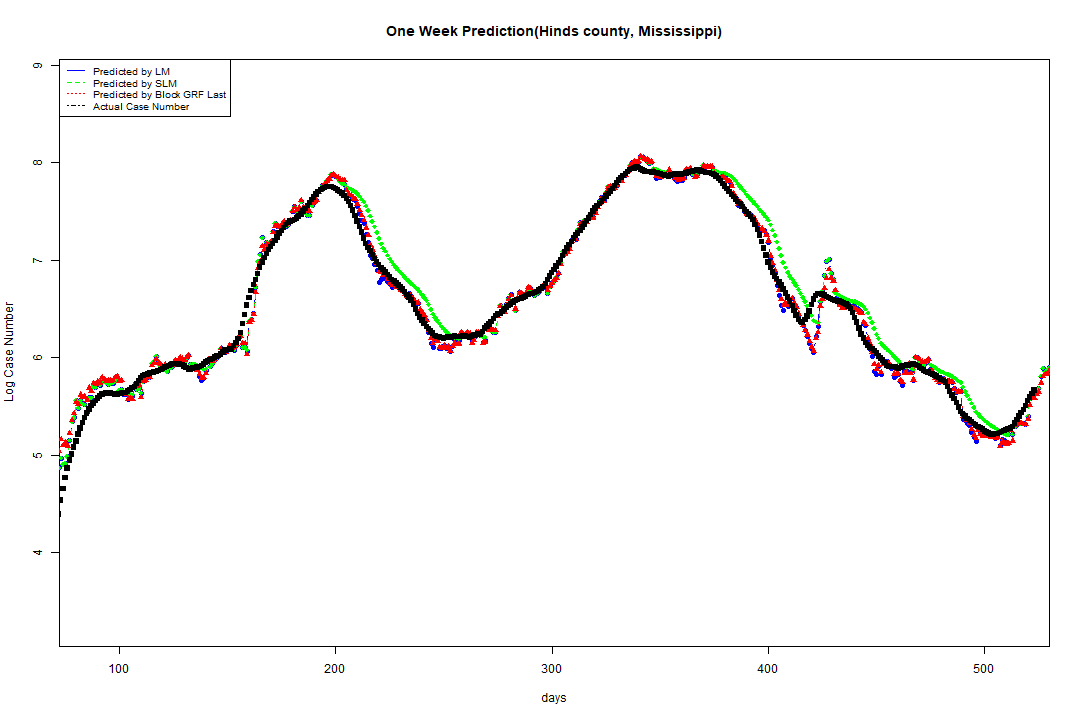 One Week Prediction(Hinds county, Mississippi)
Predicted by LM
Predicted by SLM
Predicted by Block GRF Last
Actual Case Number
9
8
7
6
5
4
Log Case Number
100 200 300 400 500
days